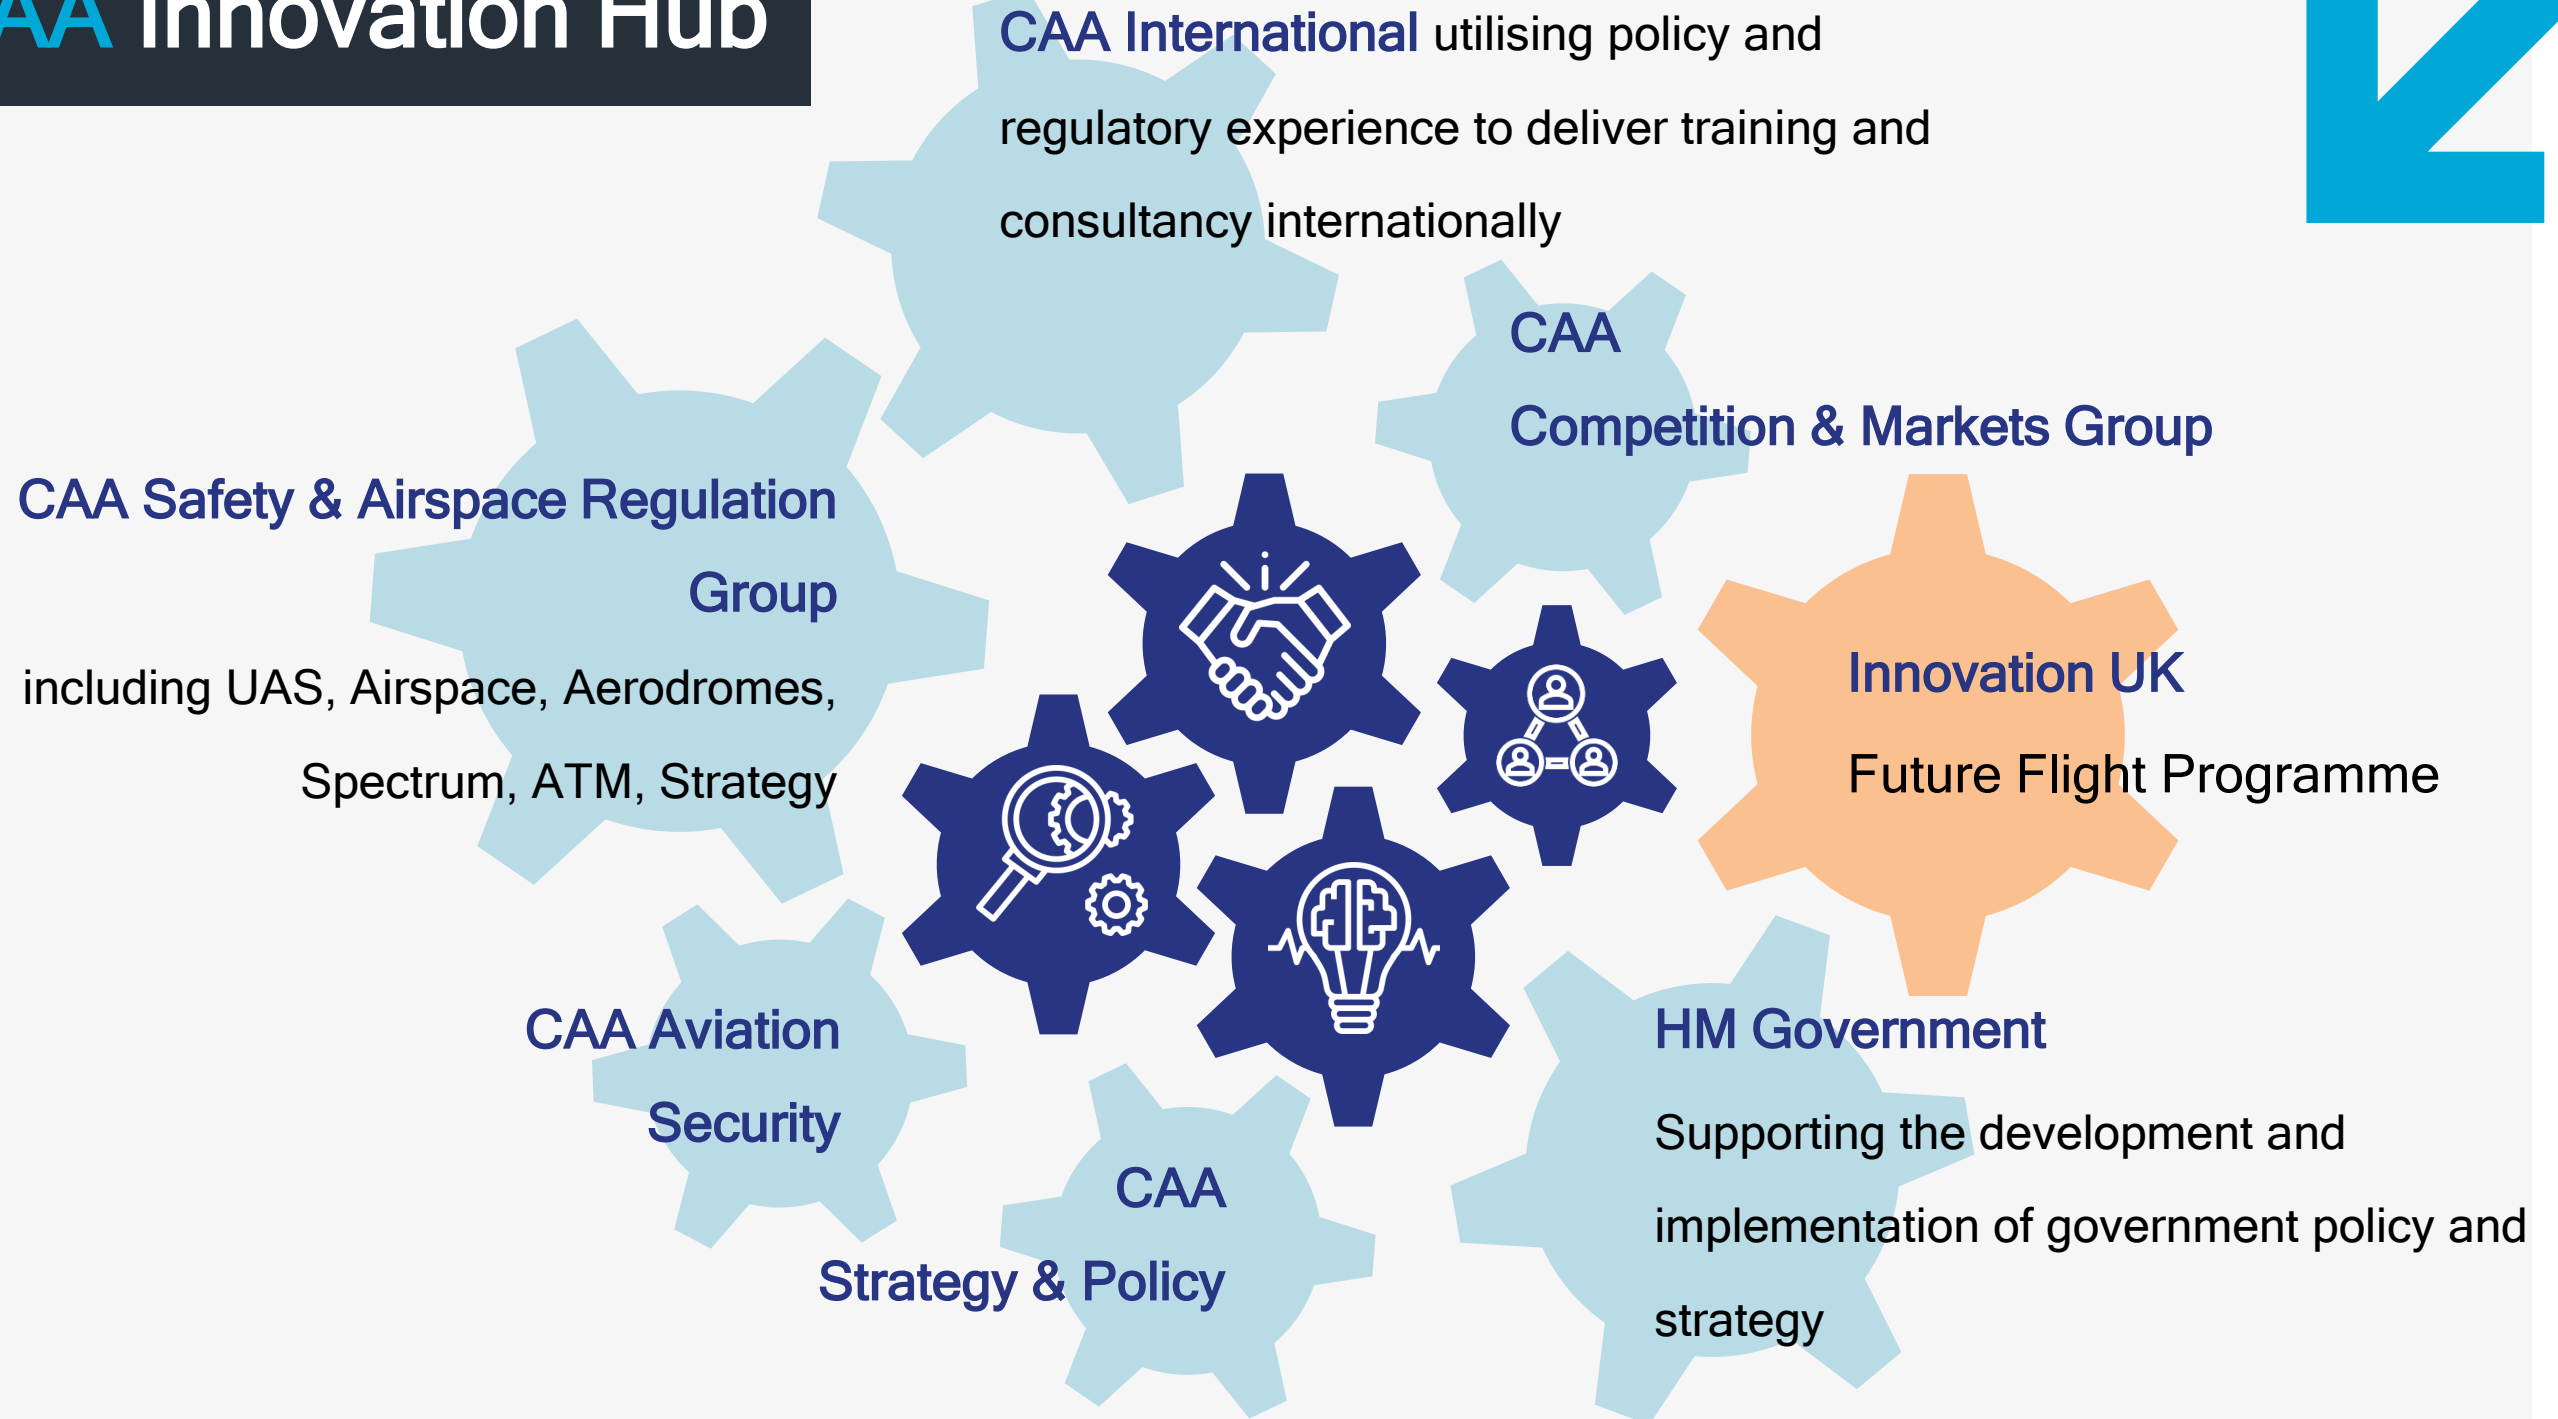 AA Innovation Hub
CAA International utilising policy and
regulatory experience to deliver training and
consultancy internationally
CAA
Competition & Markets Group
CAA Safety & Airspace Regulation
Group
including UAS, Airspace, Aerodromes,
Spectrum, ATM, Strategy
Innovation UK
Future Flight Programme
CAA Aviation
Security
HM Government
Supporting the development and
implementation of government policy and
strategy
CAA
Strategy & Policy